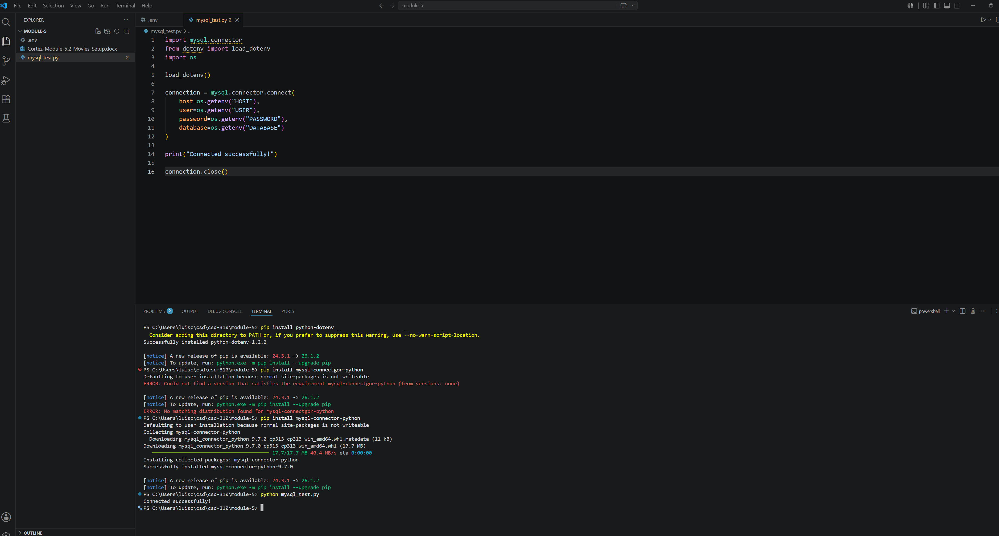 File Edit Selection View Go Run Terminal Help
module-5
EXPLORER
MODULE-5
.env
Cortez-Module-5.2-Movies-Setup.docx
mysql_test.py 2
OUTLINE
.env
mysql_test.py 2
mysql_test.py > ...
1 import mysql.connector
2 from dotenv import load_dotenv
3 import os
4
5 load_dotenv()
6
7 connection = mysql.connector.connect(
8 host=os.getenv("HOST"),
9 user=os.getenv("USER"),
10 password=os.getenv("PASSWORD"),
11 database=os.getenv("DATABASE")
12 )
13
14 print("Connected successfully!")
15
16 connection.close()
PROBLEMS 2 OUTPUT DEBUG CONSOLE TERMINAL PORTS
powershell
PS C:\Users\luisc\csd\csd-310\module-5> pip install python-dotenv
Consider adding this directory to PATH or, if you prefer to suppress this warning, use --no-warn-script-location.
Successfully installed python-dotenv-1.2.2
[notice] A new release of pip is available: 24.3.1 -> 26.1.2
[notice] To update, run: python.exe -m pip install --upgrade pip
PS C:\Users\luisc\csd\csd-310\module-5> pip install mysql-connectgor-python
Defaulting to user installation because normal site-packages is not writeable
ERROR: Could not find a version that satisfies the requirement mysql-connectgor-python (from versions: none)
[notice] A new release of pip is available: 24.3.1 -> 26.1.2
[notice] To update, run: python.exe -m pip install --upgrade pip
ERROR: No matching distribution found for mysql-connectgor-python
PS C:\Users\luisc\csd\csd-310\module-5> pip install mysql-connector-python
Defaulting to user installation because normal site-packages is not writeable
Collecting mysql-connector-python
Downloading mysql_connector_python-9.7.0-cp313-cp313-win_amd64.whl.metadata (11 kB)
Downloading mysql_connector_python-9.7.0-cp313-cp313-win_amd64.whl (17.7 MB)
17.7/17.7 MB 40.4 MB/s eta 0:00:00
Installing collected packages: mysql-connector-python
Successfully installed mysql-connector-python-9.7.0
[notice] A new release of pip is available: 24.3.1 -> 26.1.2
[notice] To update, run: python.exe -m pip install --upgrade pip
PS C:\Users\luisc\csd\csd-310\module-5> python mysql_test.py
Connected successfully!
PS C:\Users\luisc\csd\csd-310\module-5>